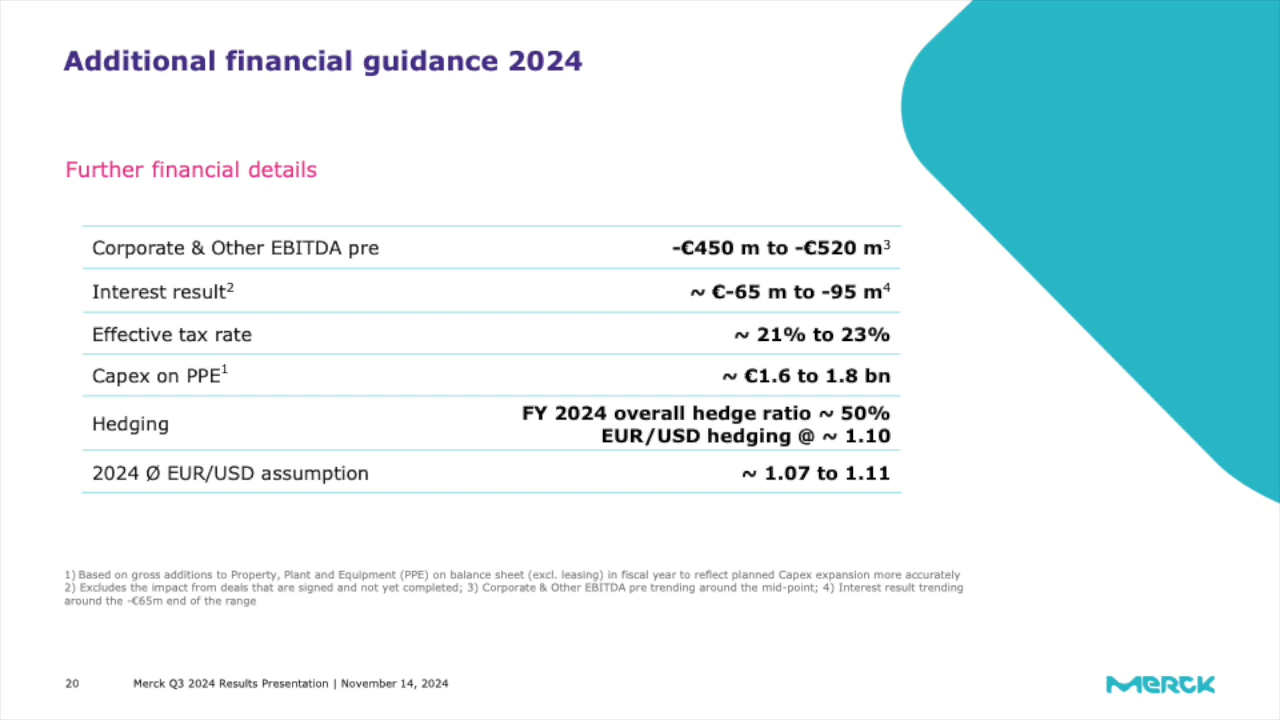 Additional financial guidance 2024
Further financial details
Corporate & Other EBITDA pre -€450 m to -€520 m³
Interest result² ~ €-65 m to -95 m⁴
Effective tax rate ~ 21% to 23%
Capex on PPE¹ ~ €1.6 to 1.8 bn
Hedging FY 2024 overall hedge ratio ~ 50%
EUR/USD hedging @ ~ 1.10
2024 Ø EUR/USD assumption ~ 1.07 to 1.11
1) Based on gross additions to Property, Plant and Equipment (PPE) on balance sheet (excl. leasing) in fiscal year to reflect planned Capex expansion more accurately
2) Excludes the impact from deals that are signed and not yet completed; 3) Corporate & Other EBITDA pre trending around the mid-point; 4) Interest result trending
around the -€65m end of the range
20 Merck Q3 2024 Results Presentation | November 14, 2024
MERCK